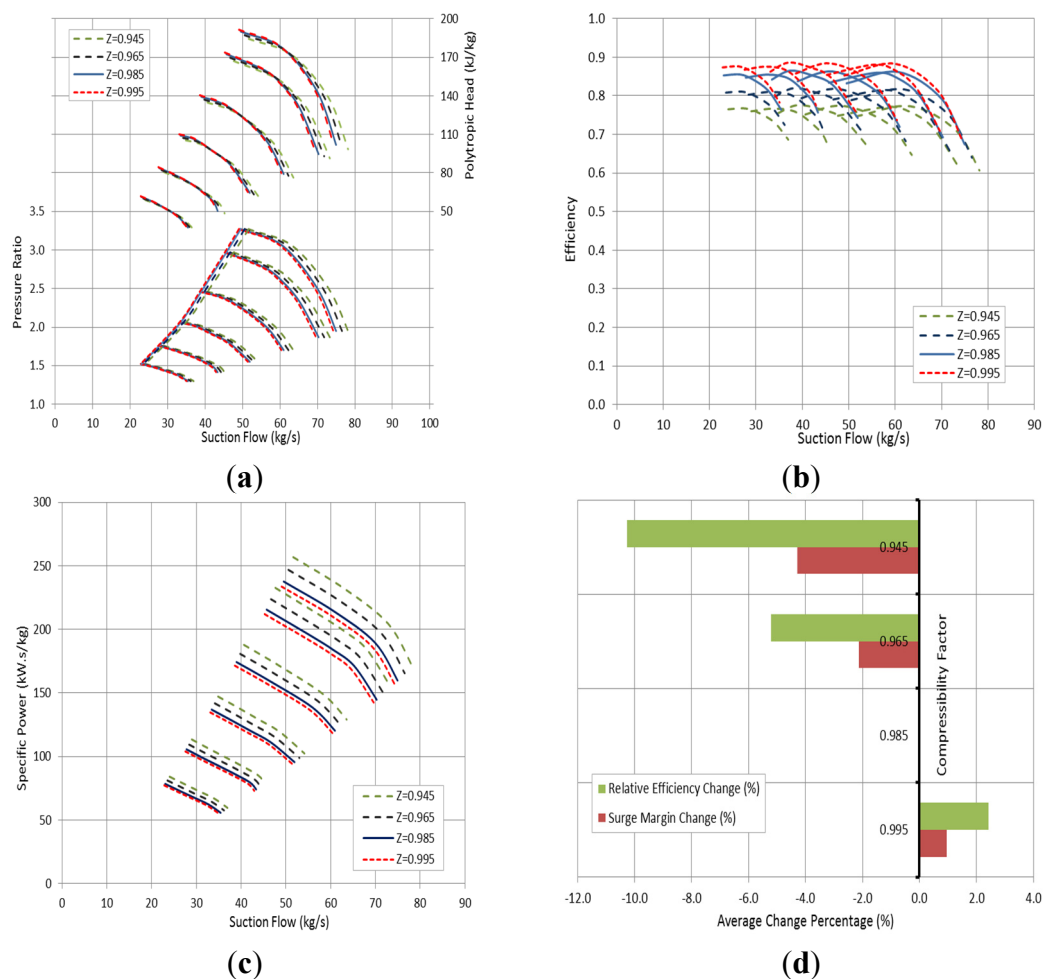 Z=0.945
Z=0.965
Z=0.985
Z=0.995
200
170
140
110
80
50
Polytropic Head (kJ/kg)
3.5
3.0
2.5
2.0
1.5
1.0
Pressure Ratio
0 10 20 30 40 50 60 70 80 90 100
Suction Flow (kg/s)
(a)
1.0
0.9
0.8
0.7
0.6
0.5
0.4
0.3
0.2
0.1
0.0
Efficiency
Z=0.945
Z=0.965
Z=0.985
Z=0.995
0 10 20 30 40 50 60 70 80 90
Suction Flow (kg/s)
(b)
300
250
200
150
100
50
0
Specific Power (kW.s/kg)
Z=0.945
Z=0.965
Z=0.985
Z=0.995
0 10 20 30 40 50 60 70 80 90
Suction Flow (kg/s)
(c)
0.945
0.965
0.985
0.995
Compressibility Factor
Relative Efficiency Change (%)
Surge Margin Change (%)
-12.0 -10.0 -8.0 -6.0 -4.0 -2.0 0.0 2.0 4.0
Average Change Percentage (%)
(d)